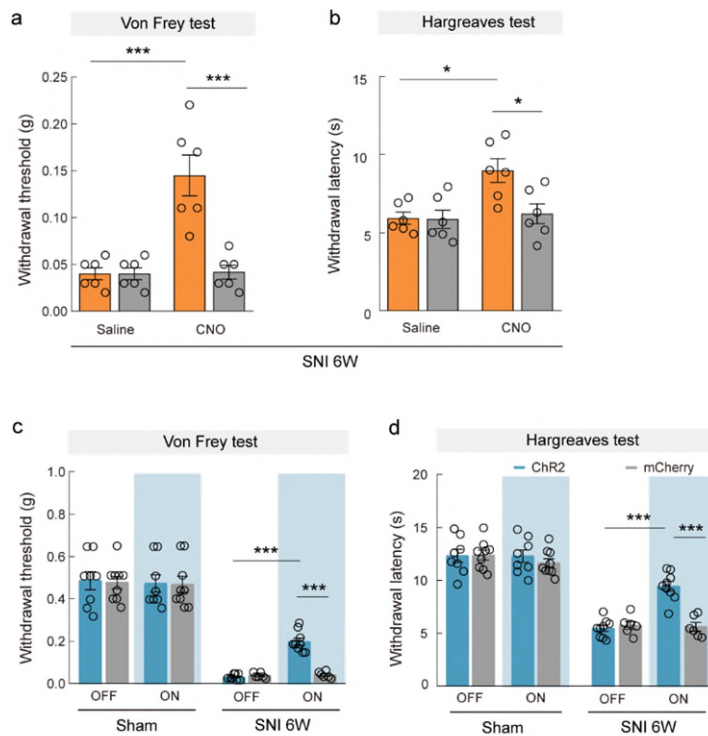 a
Von Frey test
***
***
Withdrawal threshold (g)
0.25
0.20
0.15
0.10
0.05
0.00
Saline
CNO
b
Hargreaves test
*
*
Withdrawal latency (s)
15
10
5
0
Saline
CNO
SNI 6W
c
Von Frey test
Withdrawal threshold (g)
1.0
0.8
0.6
0.4
0.2
0.0
***
***
OFF
ON
OFF
ON
Sham
SNI 6W
d
Hargreaves test
ChR2
mCherry
Withdrawal latency (s)
20
15
10
5
0
***
***
OFF
ON
OFF
ON
Sham
SNI 6W